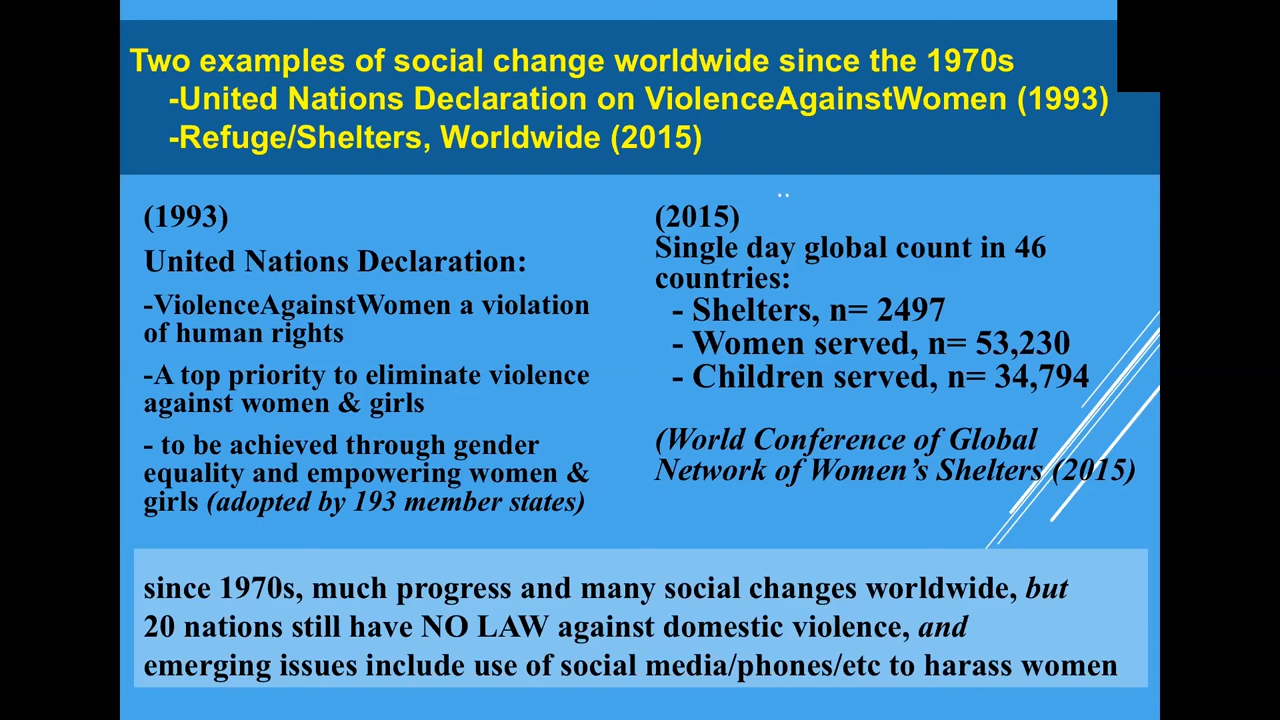 Two examples of social change worldwide since the 1970s
-United Nations Declaration on ViolenceAgainstWomen (1993)
-Refuge/Shelters, Worldwide (2015)
(1993)
United Nations Declaration:
-ViolenceAgainstWomen a violation
of human rights
-A top priority to eliminate violence
against women & girls
- to be achieved through gender
equality and empowering women &
girls (adopted by 193 member states)
..
(2015)
Single day global count in 46
countries:
- Shelters, n= 2497
- Women served, n= 53,230
- Children served, n= 34,794
(World Conference of Global
Network of Women’s Shelters (2015)
since 1970s, much progress and many social changes worldwide, but
20 nations still have NO LAW against domestic violence, and
emerging issues include use of social media/phones/etc to harass women